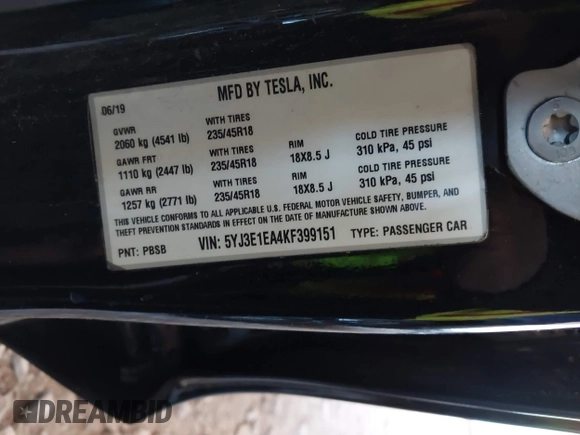 MFD BY TESLA, INC.
06/19
GVWR WITH TIRES
2060 kg (4541 lb) 235/45R18
GAWR FRT WITH TIRES RIM COLD TIRE PRESSURE
1110 kg (2447 lb) 235/45R18 18X8.5 J 310 kPa, 45 psi
GAWR RR WITH TIRES RIM COLD TIRE PRESSURE
1257 kg (2771 lb) 235/45R18 18X8.5 J 310 kPa, 45 psi
THIS VEHICLE CONFORMS TO ALL APPLICABLE U.S. FEDERAL MOTOR VEHICLE SAFETY, BUMPER, AND
THEFT PREVENTION STANDARDS IN EFFECT ON THE DATE OF MANUFACTURE SHOWN ABOVE.
PNT: PBSB VIN: 5YJ3E1EA4KF399151 TYPE: PASSENGER CAR
DREAMBID